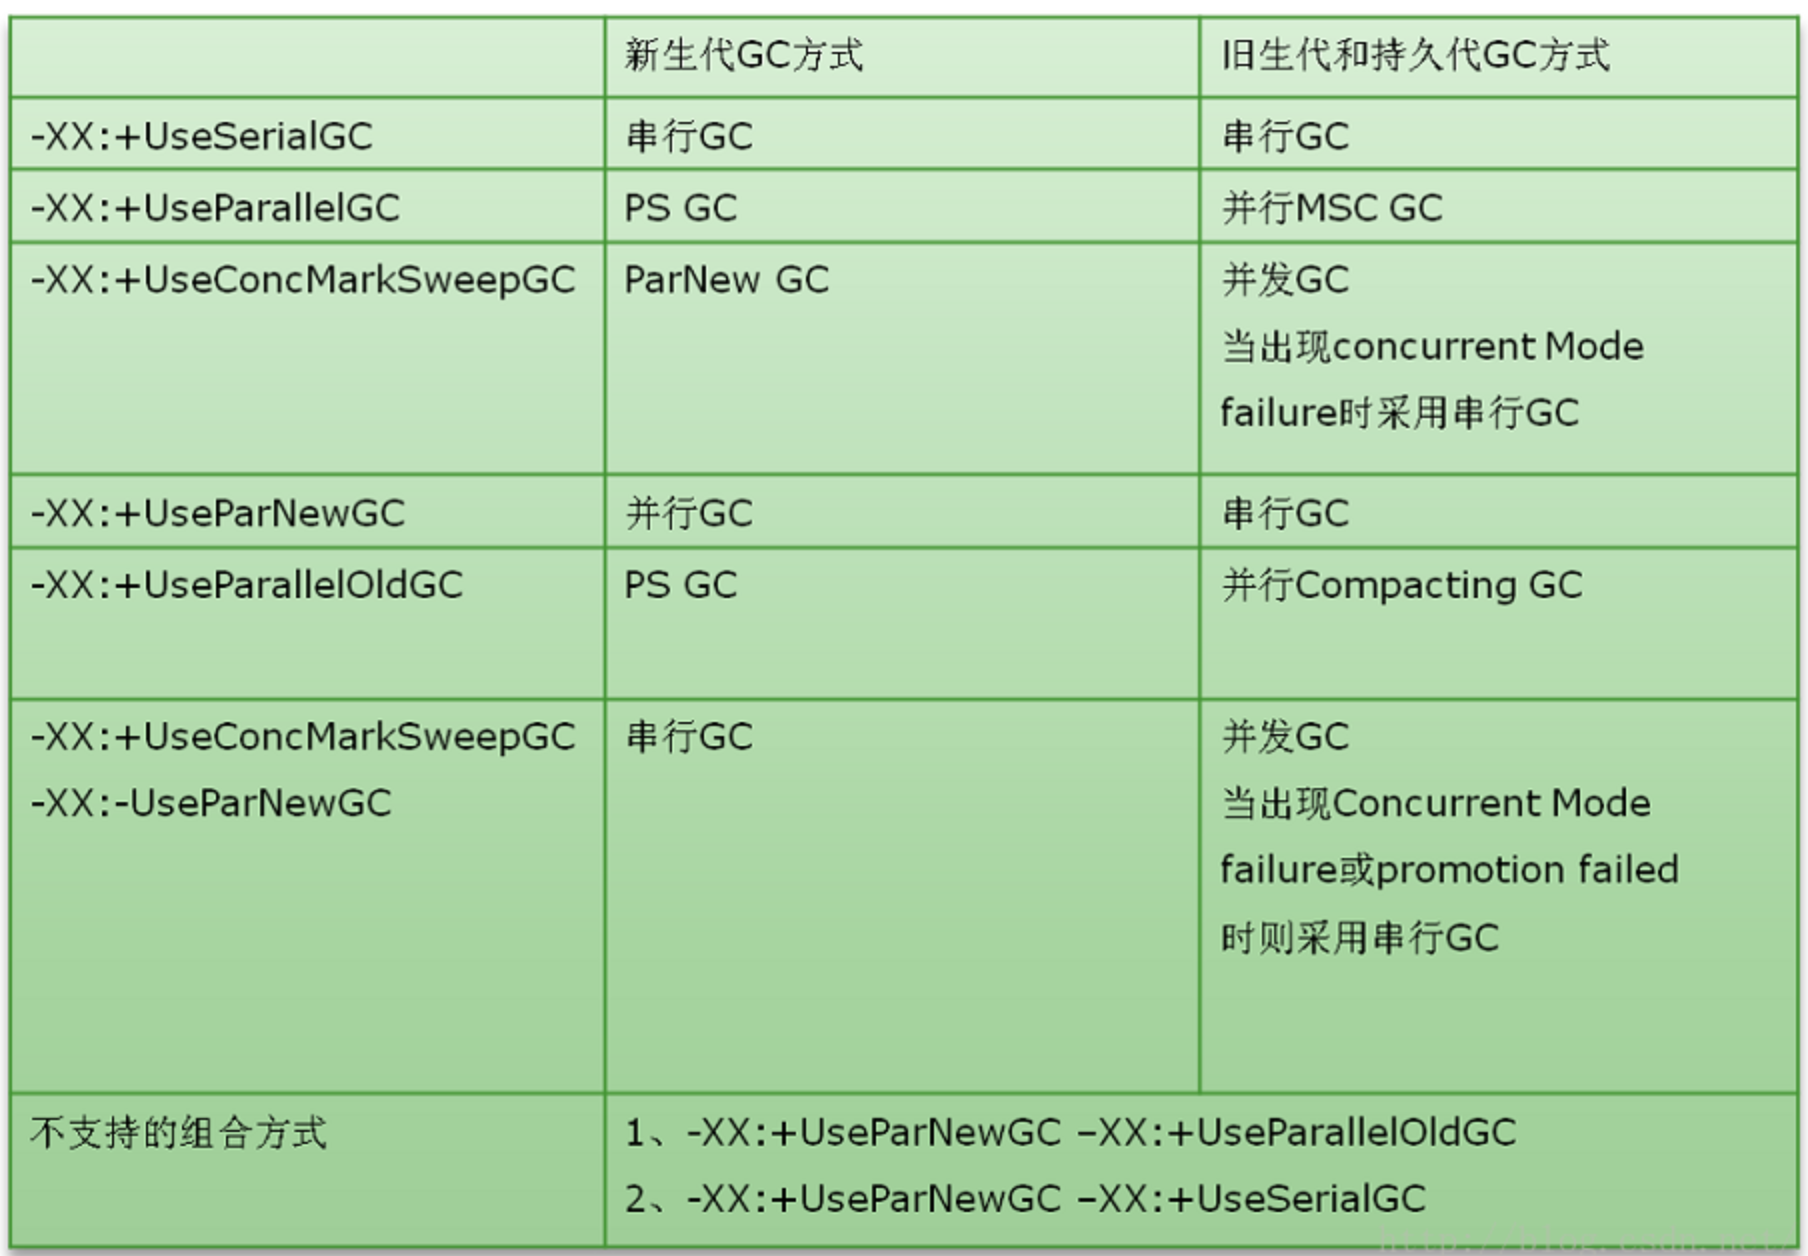 新生代GC方式
旧生代和持久代GC方式
-XX:+UseSerialGC
串行GC
串行GC
-XX:+UseParallelGC
PS GC
并行MSC GC
-XX:+UseConcMarkSweepGC
ParNew GC
并发GC
当出现concurrent Mode
failure时采用串行GC
-XX:+UseParNewGC
并行GC
串行GC
-XX:+UseParallelOldGC
PS GC
并行Compacting GC
-XX:+UseConcMarkSweepGC
-XX:-UseParNewGC
串行GC
并发GC
当出现Concurrent Mode
failure或promotion failed
时则采用串行GC
不支持的组合方式
1、-XX:+UseParNewGC –XX:+UseParallelOldGC
2、-XX:+UseParNewGC –XX:+UseSerialGC